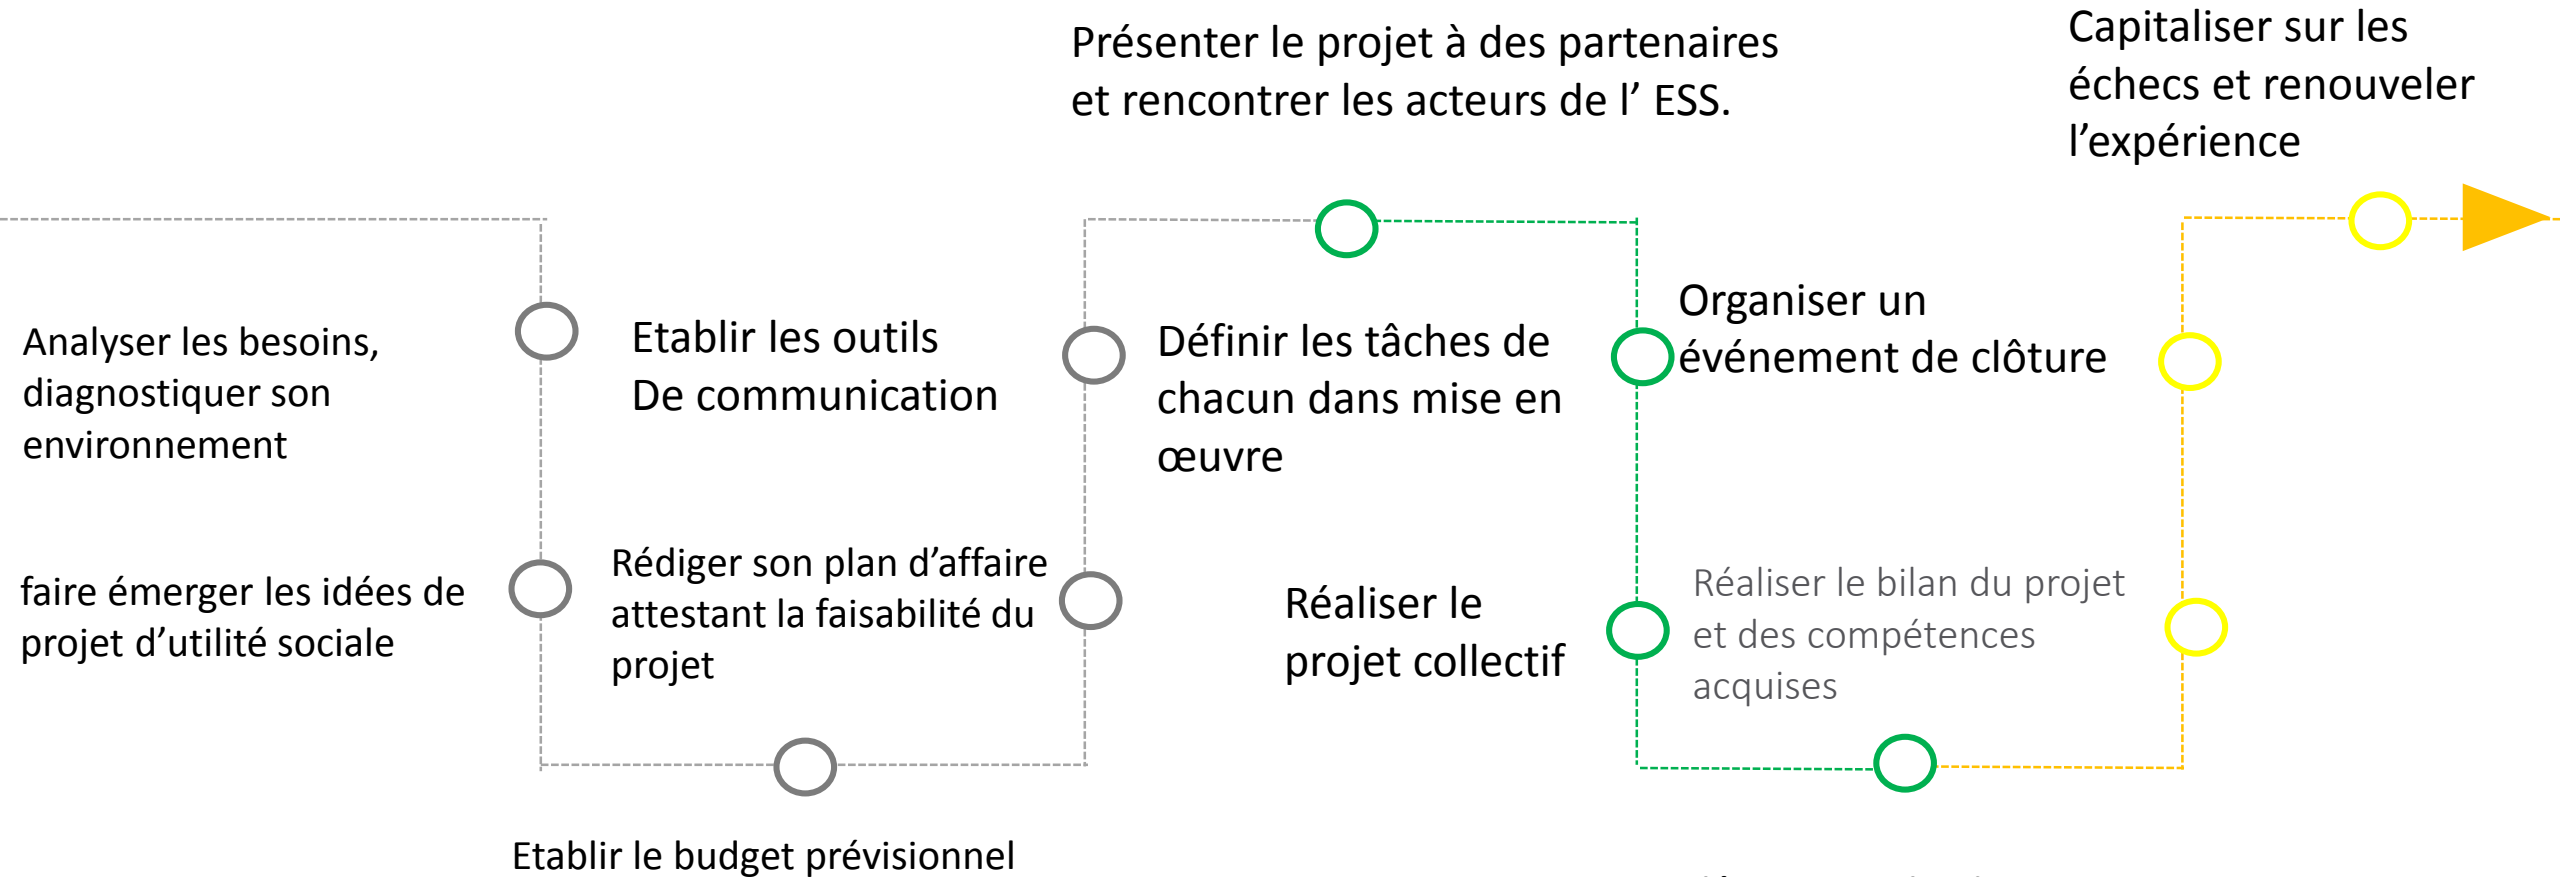 Présenter le projet à des partenaires
et rencontrer les acteurs de l’ ESS.
Capitaliser sur les
échecs et renouveler
l’expérience
Analyser les besoins,
diagnostiquer son
environnement
Etablir les outils
De communication
Définir les tâches de
chacun dans mise en
œuvre
Organiser un
événement de clôture
faire émerger les idées de
projet d’utilité sociale
Rédiger son plan d’affaire
attestant la faisabilité du
projet
Réaliser le
projet collectif
Réaliser le bilan du projet
et des compétences
acquises
Etablir le budget prévisionnel